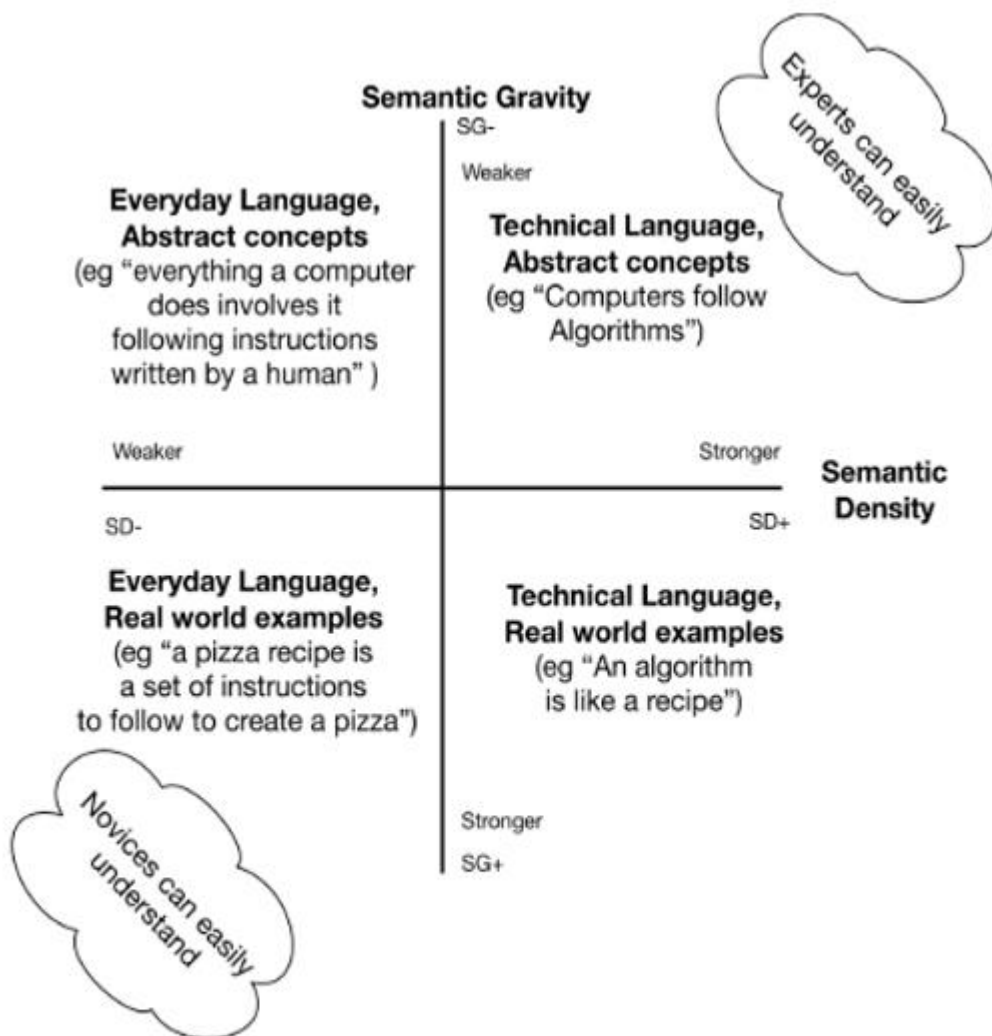 Experts can easily
understand
Semantic Gravity
SG-
Weaker
Everyday Language,
Abstract concepts
(eg “everything a computer
does involves it
following instructions
written by a human” )
Technical Language,
Abstract concepts
(eg “Computers follow
Algorithms”)
Weaker
Stronger
Semantic
Density
SD-
SD+
Everyday Language,
Real world examples
(eg “a pizza recipe is
a set of instructions
to follow to create a pizza”)
Technical Language,
Real world examples
(eg “An algorithm
is like a recipe”)
Novices can easily
understand
Stronger
SG+